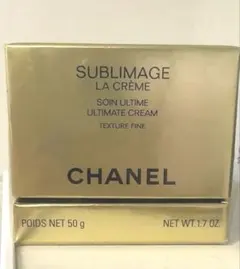 SUBLIMAGE
LA CRÈME
SOIN ULTIME
ULTIMATE CREAM
TEXTURE FINE
CHANEL
POIDS NET 50 g NET WT. 1.7 OZ.